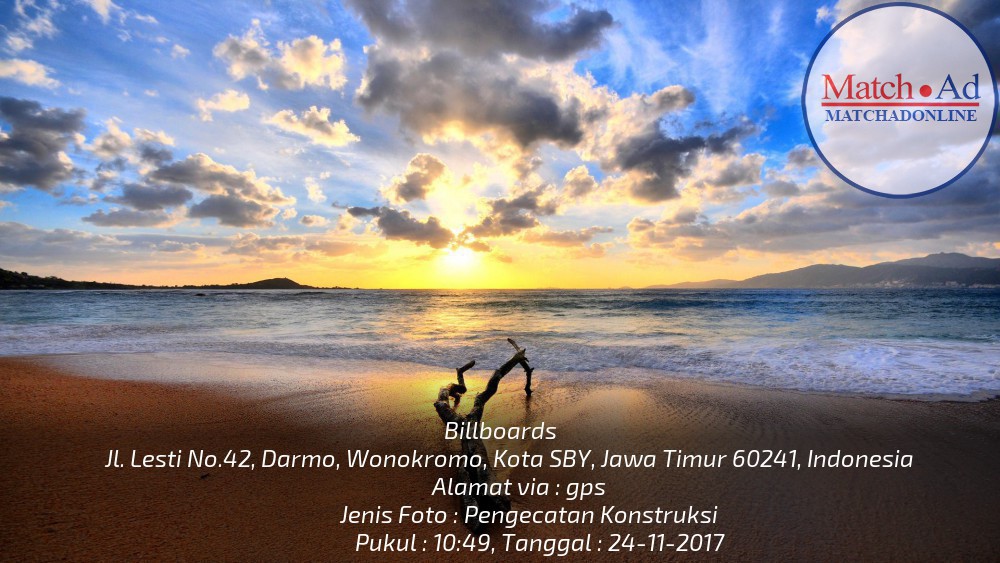 Match Ad
MATCHADONLINE
Billboards
Jl. Lesti No.42, Darmo, Wonokromo, Kota SBY, Jawa Timur 60241, Indonesia
Alamat via : gps
Jenis Foto : Pengecatan Konstruksi
Pukul : 10:49, Tanggal : 24-11-2017